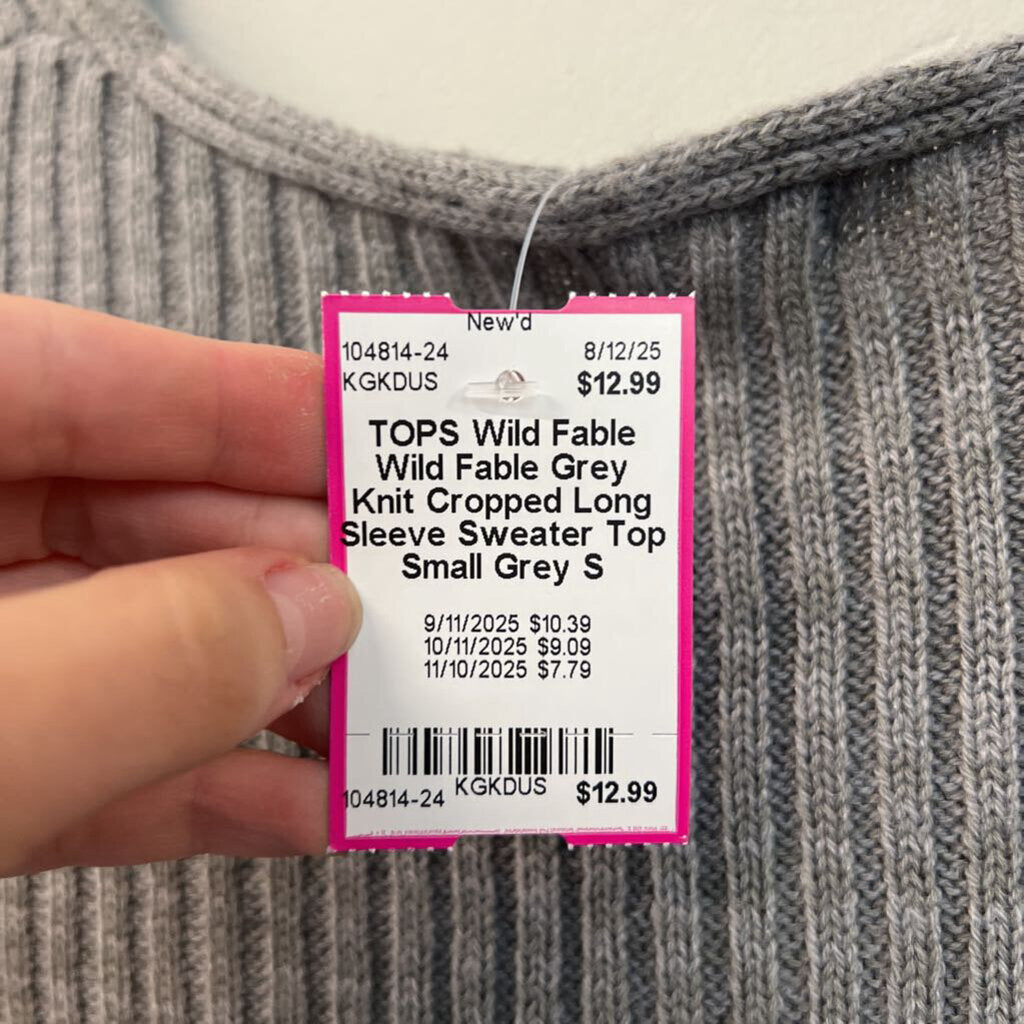 New'd
104814-24 8/12/25
KGKDUS $12.99
TOPS Wild Fable
Wild Fable Grey
Knit Cropped Long
Sleeve Sweater Top
Small Grey S
9/11/2025 $10.39
10/11/2025 $9.09
11/10/2025 $7.79
104814-24 KGKDUS $12.99